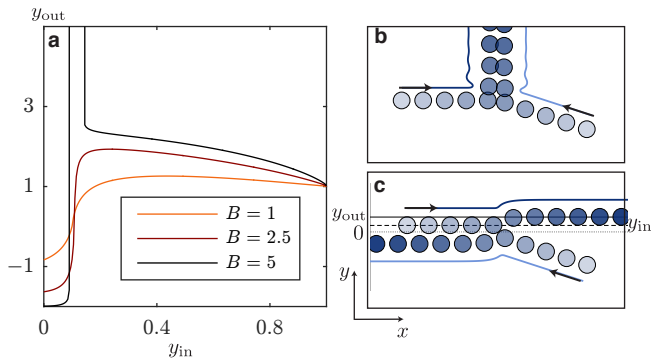 y_out
a
3
1
−1
B = 1
B = 2.5
B = 5
0
0.4
0.8
y_in
b
c
y_out
y_in
0
y
x